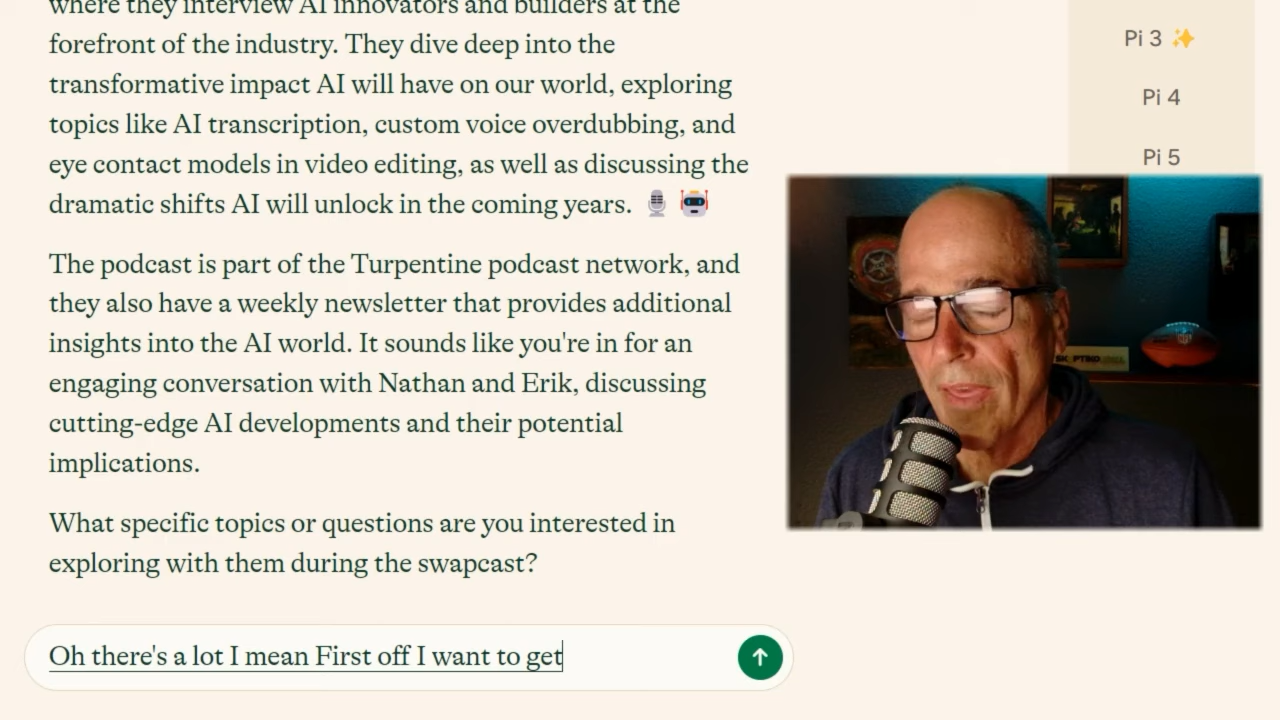 where they interview AI innovators and builders at the
forefront of the industry. They dive deep into the
transformative impact AI will have on our world, exploring
topics like AI transcription, custom voice overdubbing, and
eye contact models in video editing, as well as discussing the
dramatic shifts AI will unlock in the coming years. 🎙️ 🤖
The podcast is part of the Turpentine podcast network, and
they also have a weekly newsletter that provides additional
insights into the AI world. It sounds like you're in for an
engaging conversation with Nathan and Erik, discussing
cutting-edge AI developments and their potential
implications.
What specific topics or questions are you interested in
exploring with them during the swapcast?
Oh there's a lot I mean First off I want to get
Pi 3 ✨
Pi 4
Pi 5